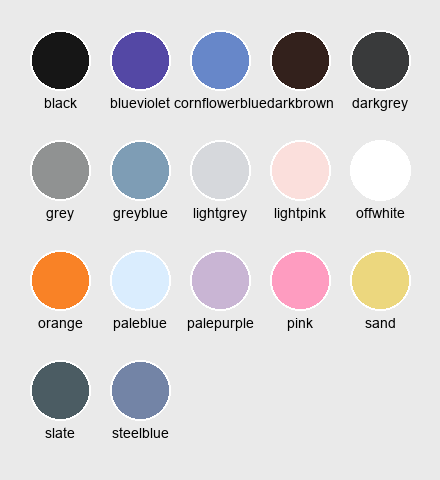 black blueviolet cornflowerblue darkbrown darkgrey
grey greyblue lightgrey lightpink offwhite
orange paleblue palepurple pink sand
slate steelblue